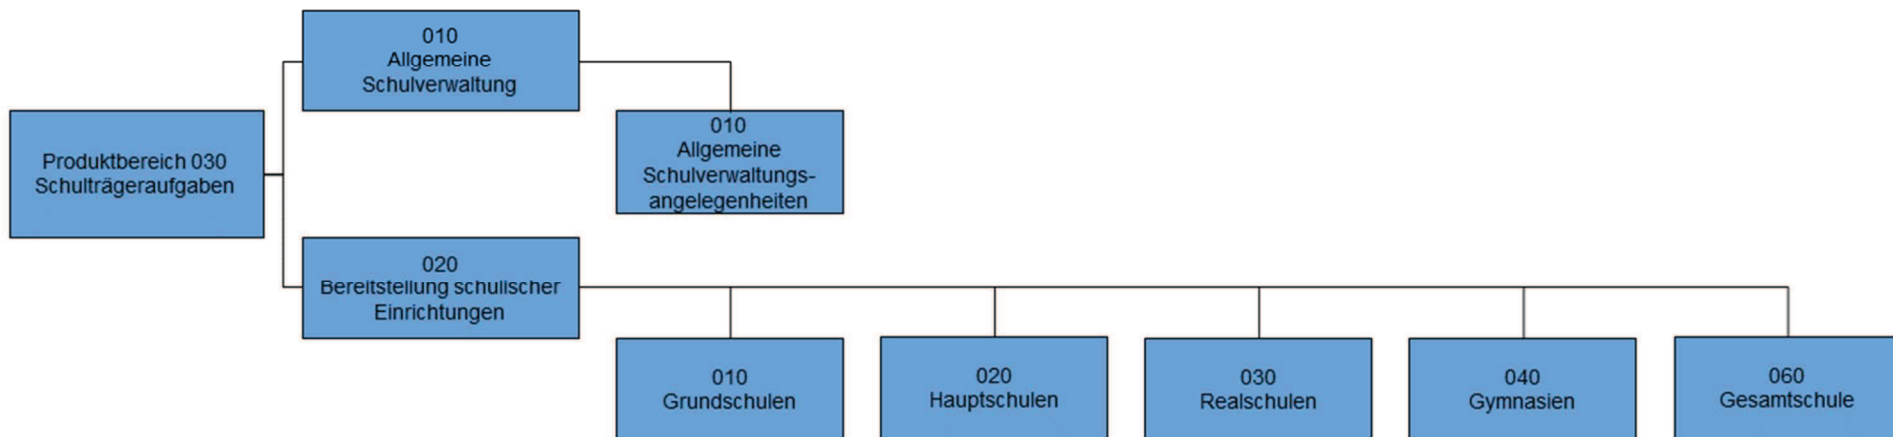 010
Allgemeine
Schulverwaltung
Produktbereich 030
Schulträgeraufgaben
010
Allgemeine
Schulverwaltungs-
angelegenheiten
020
Bereitstellung schulischer
Einrichtungen
010
Grundschulen
020
Hauptschulen
030
Realschulen
040
Gymnasien
060
Gesamtschule